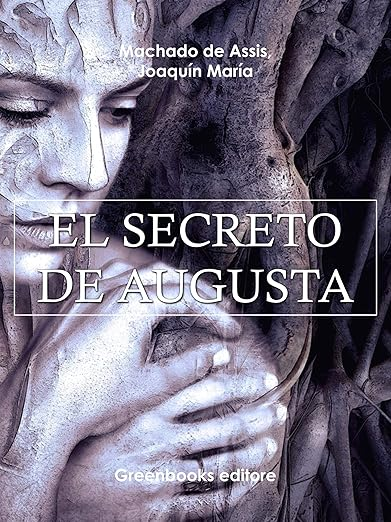 Machado de Assis,
Joaquín María
EL SECRETO
DE AUGUSTA
Greenbooks editore